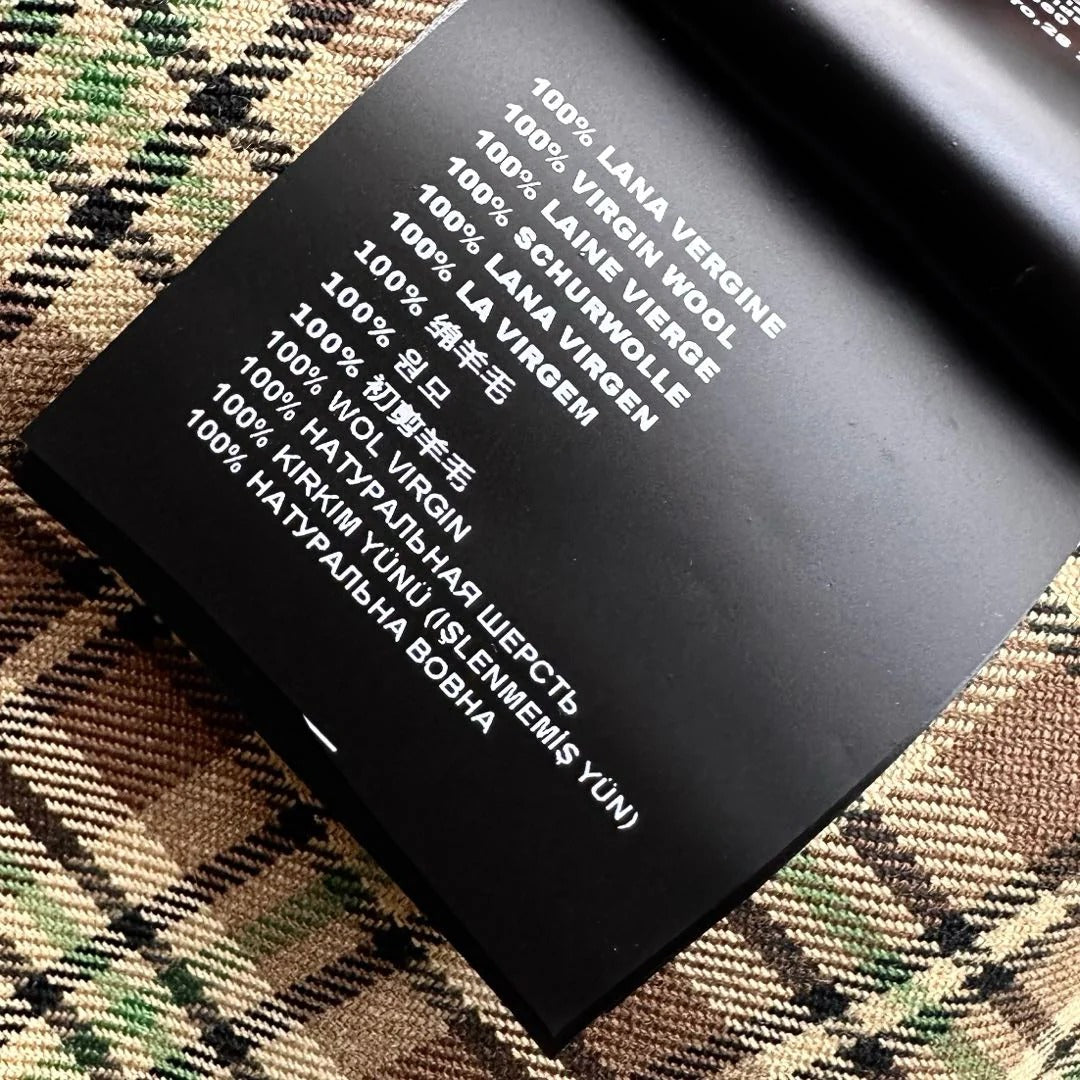 100% LANA VERGINE
100% VIRGIN WOOL
100% LAINE VIERGE
100% SCHURWOLLE
100% LANA VIRGEN
100% LA VIRGEM
100% 绵羊毛
100% 원모
100% 初剪羊毛
100% WOL VIRGIN
100% НАТУРАЛЬНАЯ ШЕРСТЬ
100% KIRKIM YÜNÜ (IŞLENMEMİŞ YÜN)
100% НАТУРАЛЬНА ВОВНА